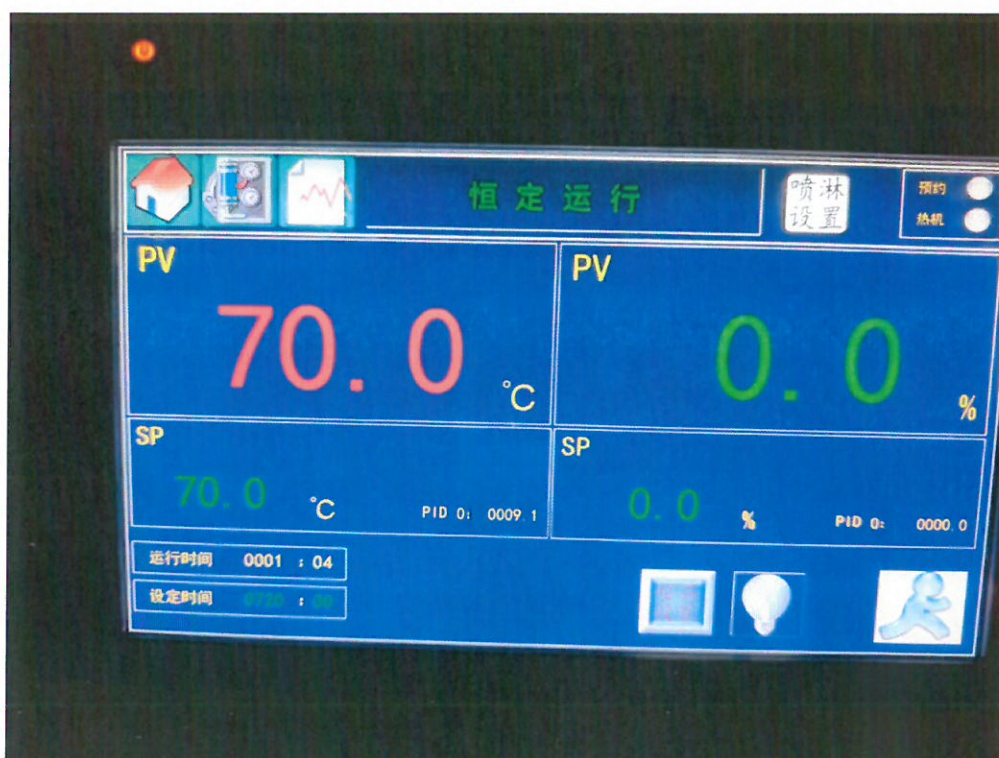 恒定运行
喷淋
设置
预约
热机
PV
70.0 ℃
PV
0.0 %
SP
70.0 ℃ PID 0: 0009.1
SP
0.0 % PID 0: 0000.0
运行时间 0001 : 04
设定时间 0720 : 00